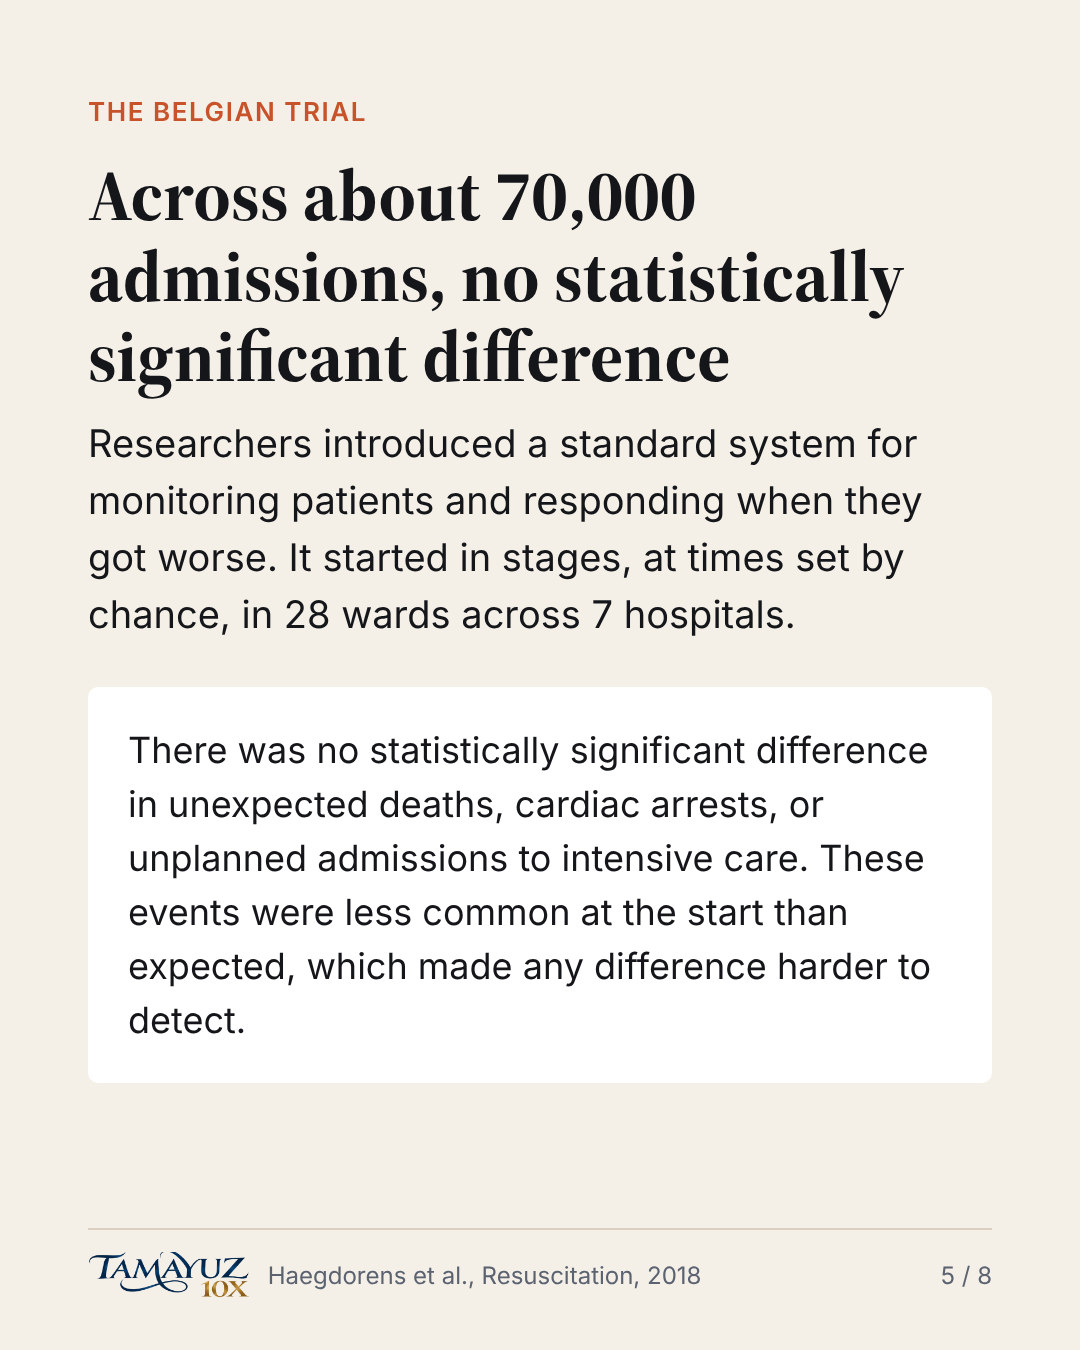 THE BELGIAN TRIAL
Across about 70,000
admissions, no statistically
significant difference
Researchers introduced a standard system for
monitoring patients and responding when they
got worse. It started in stages, at times set by
chance, in 28 wards across 7 hospitals.
There was no statistically significant difference
in unexpected deaths, cardiac arrests, or
unplanned admissions to intensive care. These
events were less common at the start than
expected, which made any difference harder to
detect.
TAMAYUZ
10X
Haegdorens et al., Resuscitation, 2018
5 / 8